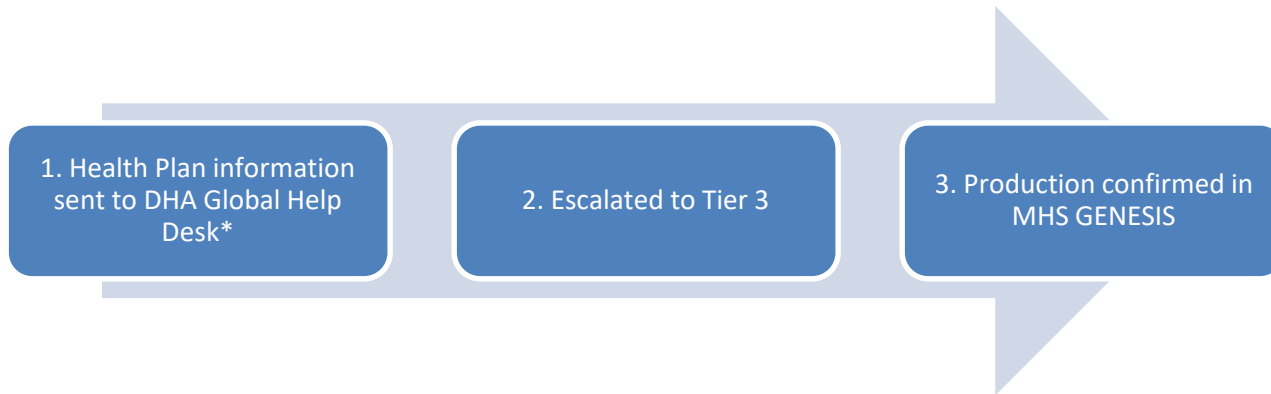 1. Health Plan information
sent to DHA Global Help
Desk*
2. Escalated to Tier 3
3. Production confirmed in
MHS GENESIS